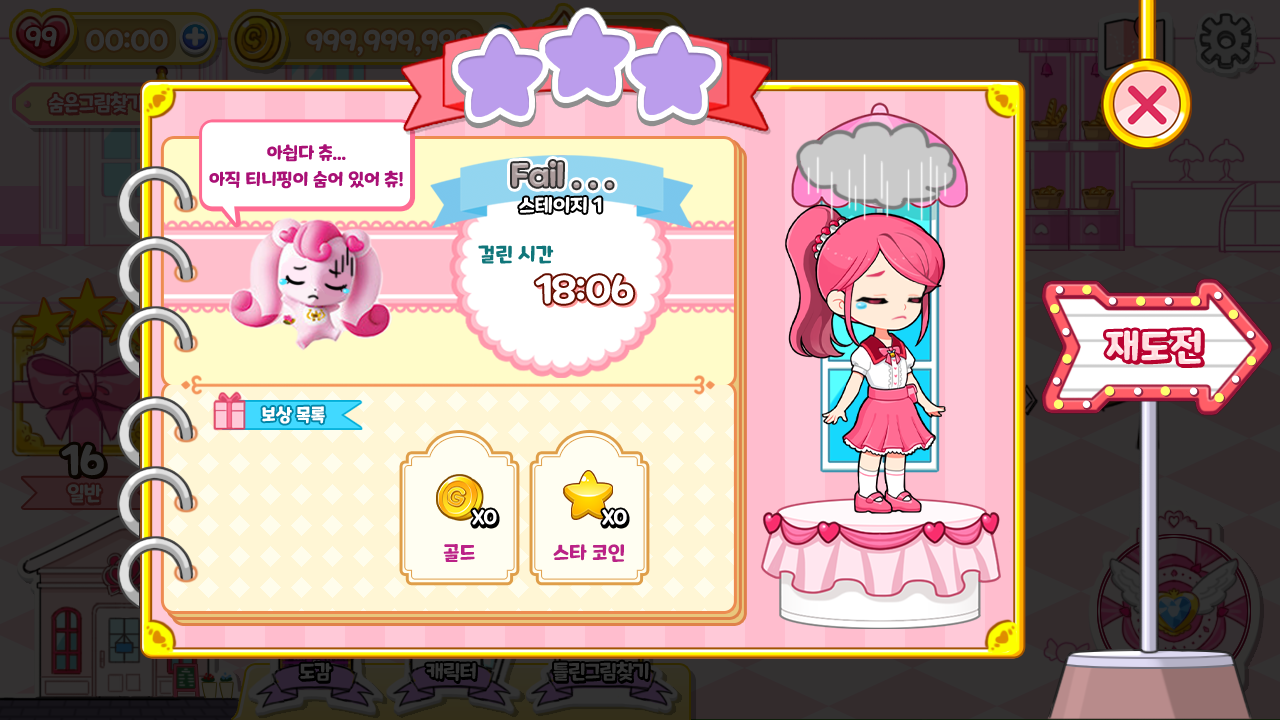 99
00:00
999,999,999
숨은그림찾기
아쉽다 츄...
아직 티니핑이 숨어 있어 츄!
Fail...
스테이지 1
걸린 시간
18:06
재도전
보상 목록
16
일반
G
X0
골드
X0
스타 코인
도감
캐릭터
틀린그림찾기